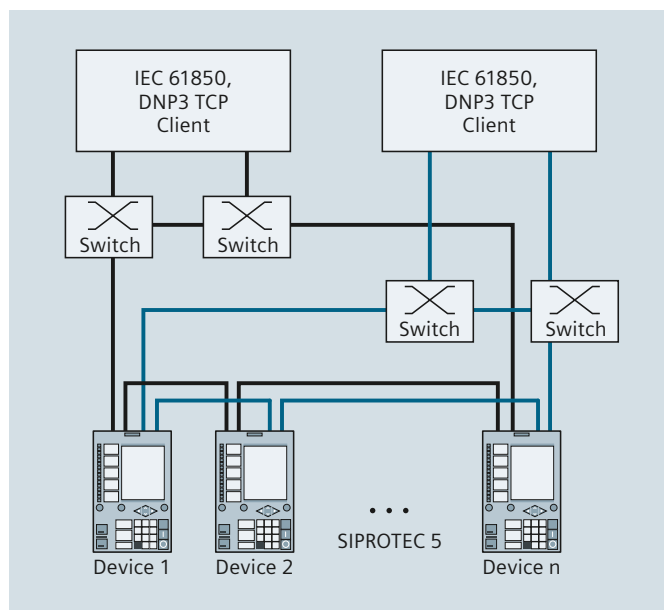 IEC 61850,
DNP3 TCP
Client
IEC 61850,
DNP3 TCP
Client
Switch
Switch
Switch
Switch
. . .
SIPROTEC 5
Device 1
Device 2
Device n